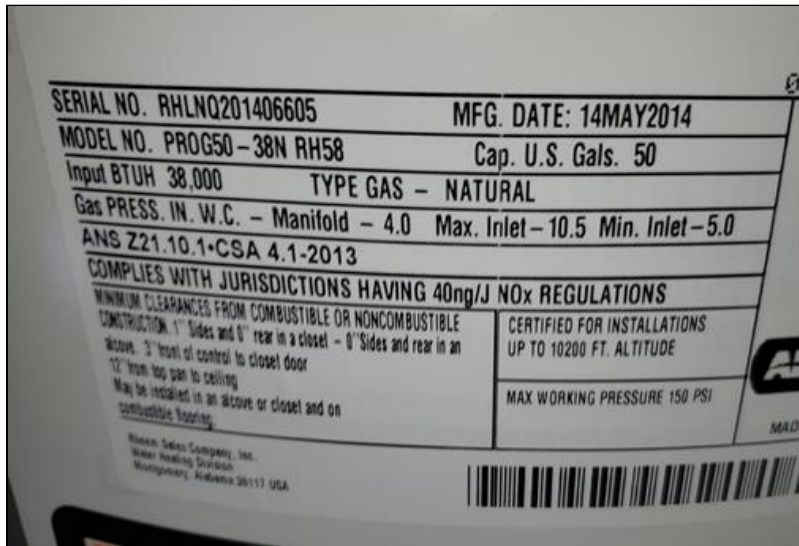 SERIAL NO. RHLNQ201406605 MFG. DATE: 14MAY2014
MODEL NO. PROG50-38N RH58 Cap. U.S. Gals. 50
Input BTUH 38,000 TYPE GAS - NATURAL
Gas PRESS. IN. W.C. - Manifold - 4.0 Max. Inlet-10.5 Min. Inlet-5.0
ANS Z21.10.1•CSA 4.1-2013
COMPLIES WITH JURISDICTIONS HAVING 40ng/J NOx REGULATIONS
MINIMUM CLEARANCES FROM COMBUSTIBLE OR NONCOMBUSTIBLE
CONSTRUCTION. 1" Sides and 0" rear in a closet - 0" Sides and rear in an
alcove. 3" front of control to closet door
12" from top pan to ceiling
May be installed in an alcove or closet and on
combustible flooring.
CERTIFIED FOR INSTALLATIONS
UP TO 10200 FT. ALTITUDE
MAX WORKING PRESSURE 150 PSI
MAD
Rheem Sales Company, Inc.
Water Heating Division
Montgomery, Alabama 36117 USA